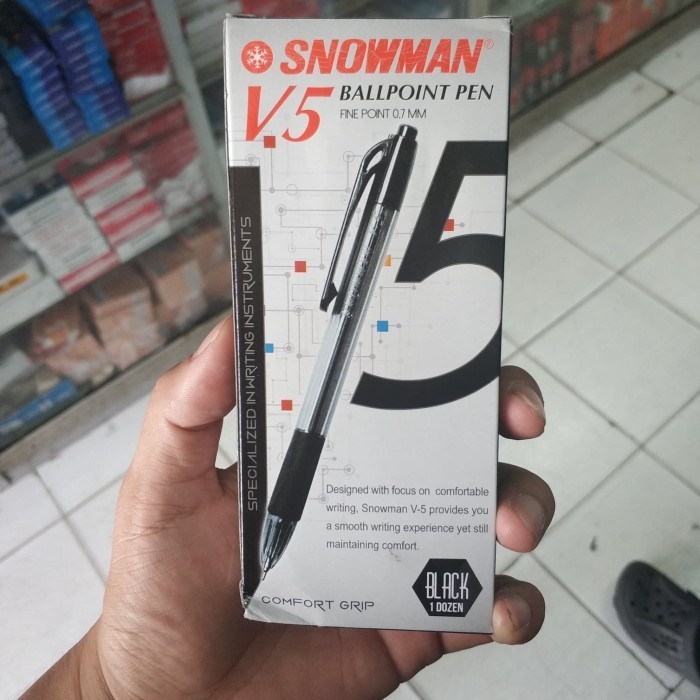 SNOWMAN®
V5 BALLPOINT PEN
FINE POINT 0.7 MM
5
SPECIALIZED IN WRITING INSTRUMENTS
Designed with focus on comfortable
writing, Snowman V-5 provides you
a smooth writing experience yet still
maintaining comfort.
BLACK
1 DOZEN
COMFORT GRIP